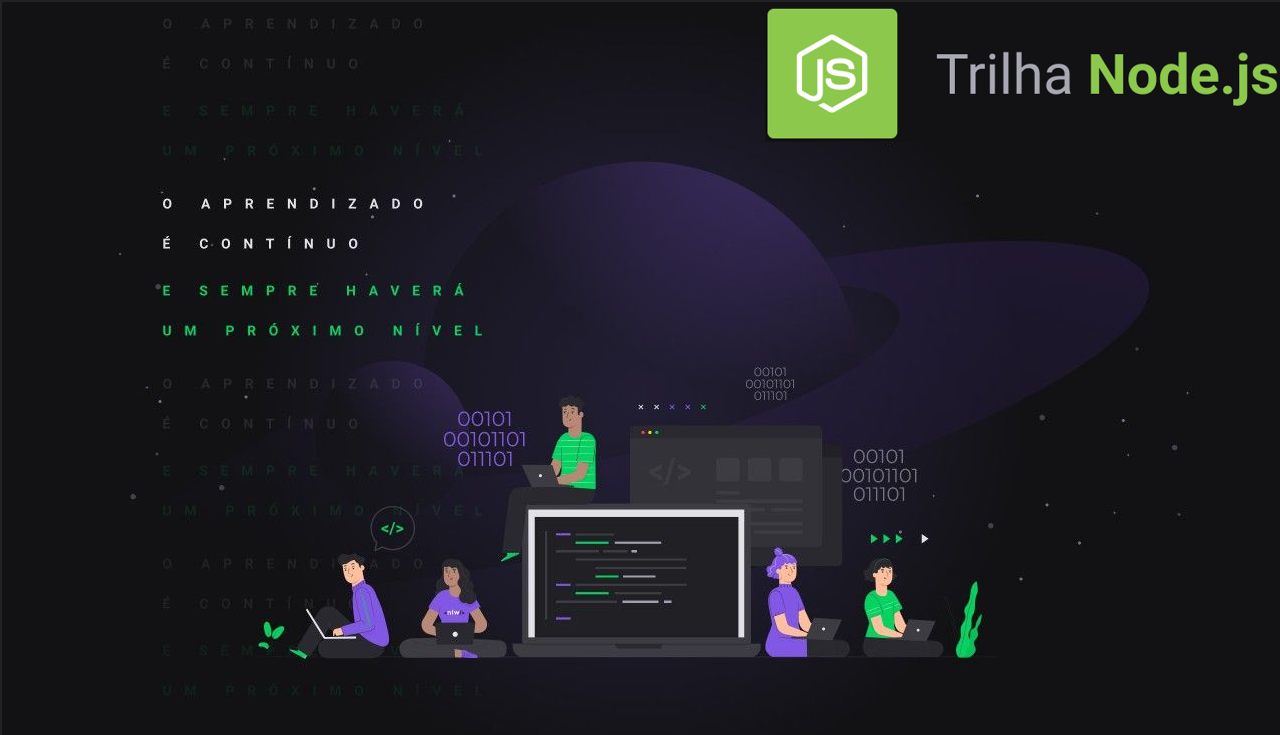 O APRENDIZADO
É CONTÍNUO
E SEMPRE HAVERÁ
UM PRÓXIMO NÍVEL
O APRENDIZADO
É CONTÍNUO
E SEMPRE HAVERÁ
UM PRÓXIMO NÍVEL
O APRENDIZADO
É CONTÍNUO
E SEMPRE HAVERÁ
UM PRÓXIMO NÍVEL
O APRENDIZADO
É CONTÍNUO
E SEM
UM PRÓXIMO NÍVEL
JS
Trilha Node.js
00101
00101101
011101
00101
00101101
011101
00101
00101101
011101
</>
</>
nlw